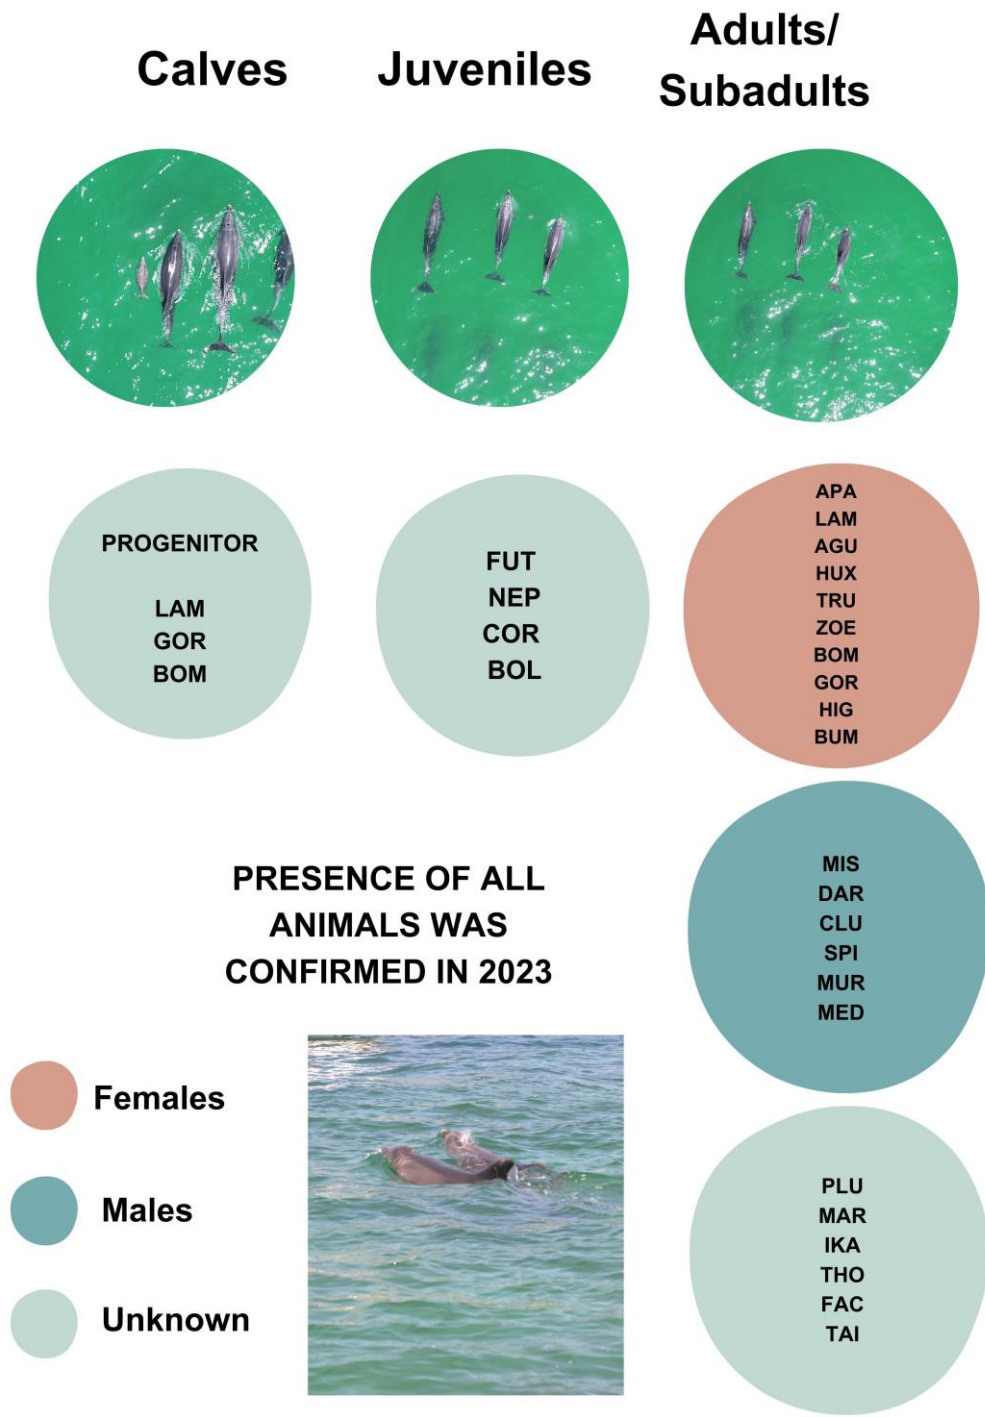 Calves
Juveniles
Adults/
Subadults
PROGENITOR
LAM
GOR
BOM
FUT
NEP
COR
BOL
APA
LAM
AGU
HUX
TRU
ZOE
BOM
GOR
HIG
BUM
MIS
DAR
CLU
SPI
MUR
MED
PRESENCE OF ALL
ANIMALS WAS
CONFIRMED IN 2023
Females
Males
Unknown
PLU
MAR
IKA
THO
FAC
TAI